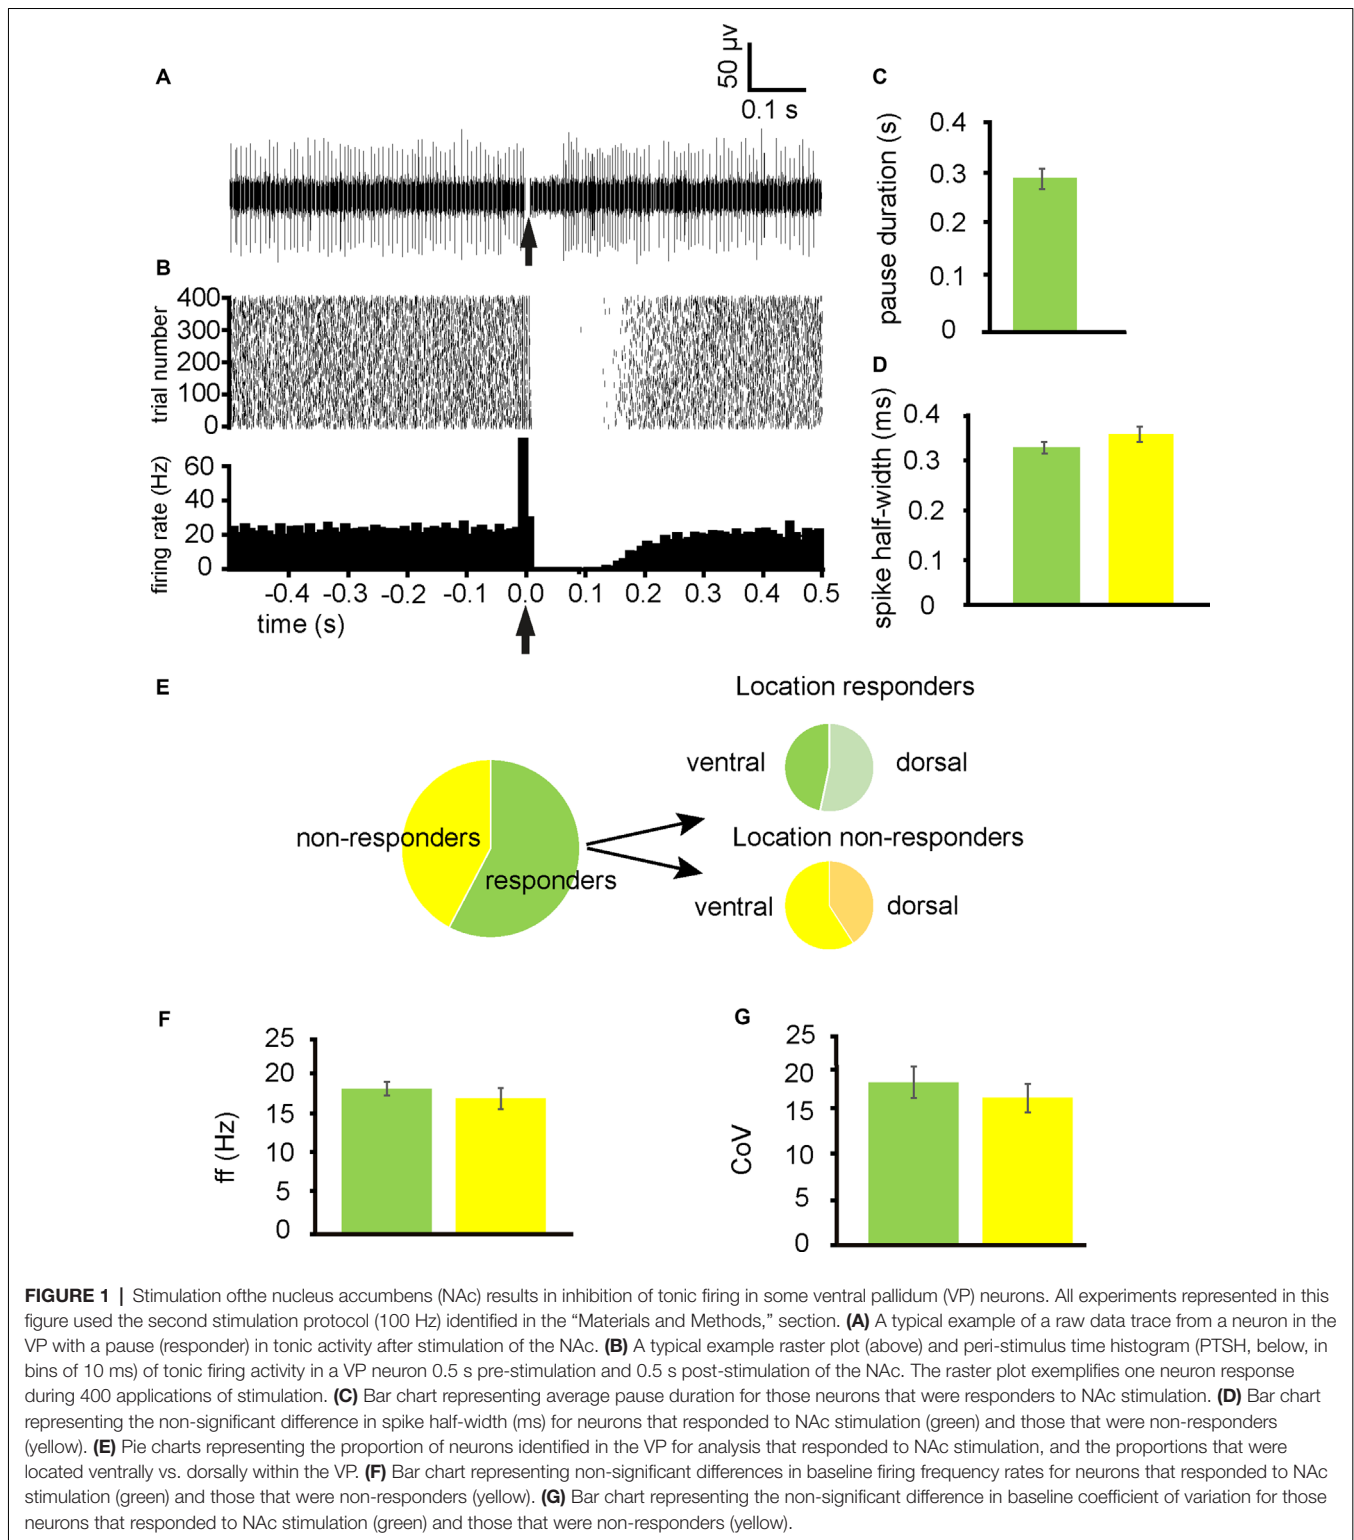 A
50 μv
0.1 s
B
400
300
200
100
0
trial number
60
40
20
0
firing rate (Hz)
-0.4 -0.3 -0.2 -0.1 0.0 0.1 0.2 0.3 0.4 0.5
time (s)
C
0.4
0.3
0.2
0.1
0
pause duration (s)
D
0.4
0.3
0.2
0.1
0
spike half-width (ms)
E
non-responders
responders
Location responders
ventral dorsal
Location non-responders
ventral dorsal
F
25
20
15
10
5
0
ff (Hz)
G
25
20
15
10
5
0
CoV
FIGURE 1 | Stimulation ofthe nucleus accumbens (NAc) results in inhibition of tonic firing in some ventral pallidum (VP) neurons. All experiments represented in this
figure used the second stimulation protocol (100 Hz) identified in the “Materials and Methods,” section. (A) A typical example of a raw data trace from a neuron in the
VP with a pause (responder) in tonic activity after stimulation of the NAc. (B) A typical example raster plot (above) and peri-stimulus time histogram (PTSH, below, in
bins of 10 ms) of tonic firing activity in a VP neuron 0.5 s pre-stimulation and 0.5 s post-stimulation of the NAc. The raster plot exemplifies one neuron response
during 400 applications of stimulation. (C) Bar chart representing average pause duration for those neurons that were responders to NAc stimulation. (D) Bar chart
representing the non-significant difference in spike half-width (ms) for neurons that responded to NAc stimulation (green) and those that were non-responders
(yellow). (E) Pie charts representing the proportion of neurons identified in the VP for analysis that responded to NAc stimulation, and the proportions that were
located ventrally vs. dorsally within the VP. (F) Bar chart representing non-significant differences in baseline firing frequency rates for neurons that responded to NAc
stimulation (green) and those that were non-responders (yellow). (G) Bar chart representing the non-significant difference in baseline coefficient of variation for those
neurons that responded to NAc stimulation (green) and those that were non-responders (yellow).